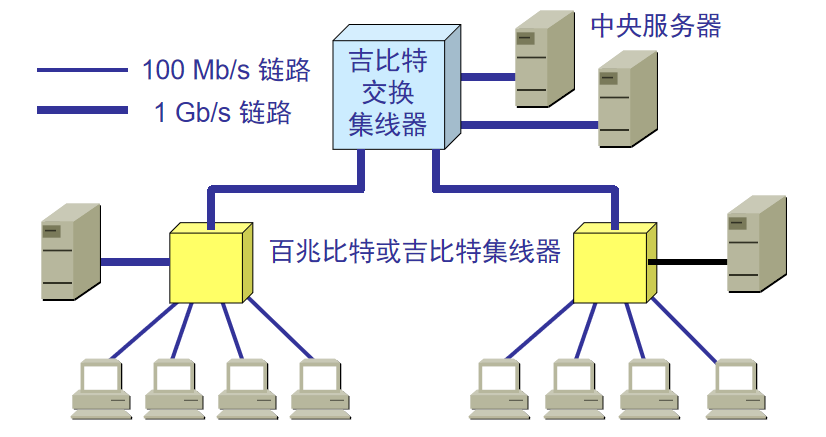 中央服务器
100 Mb/s 链路
1 Gb/s 链路
吉比特
交换
集线器
百兆比特或吉比特集线器